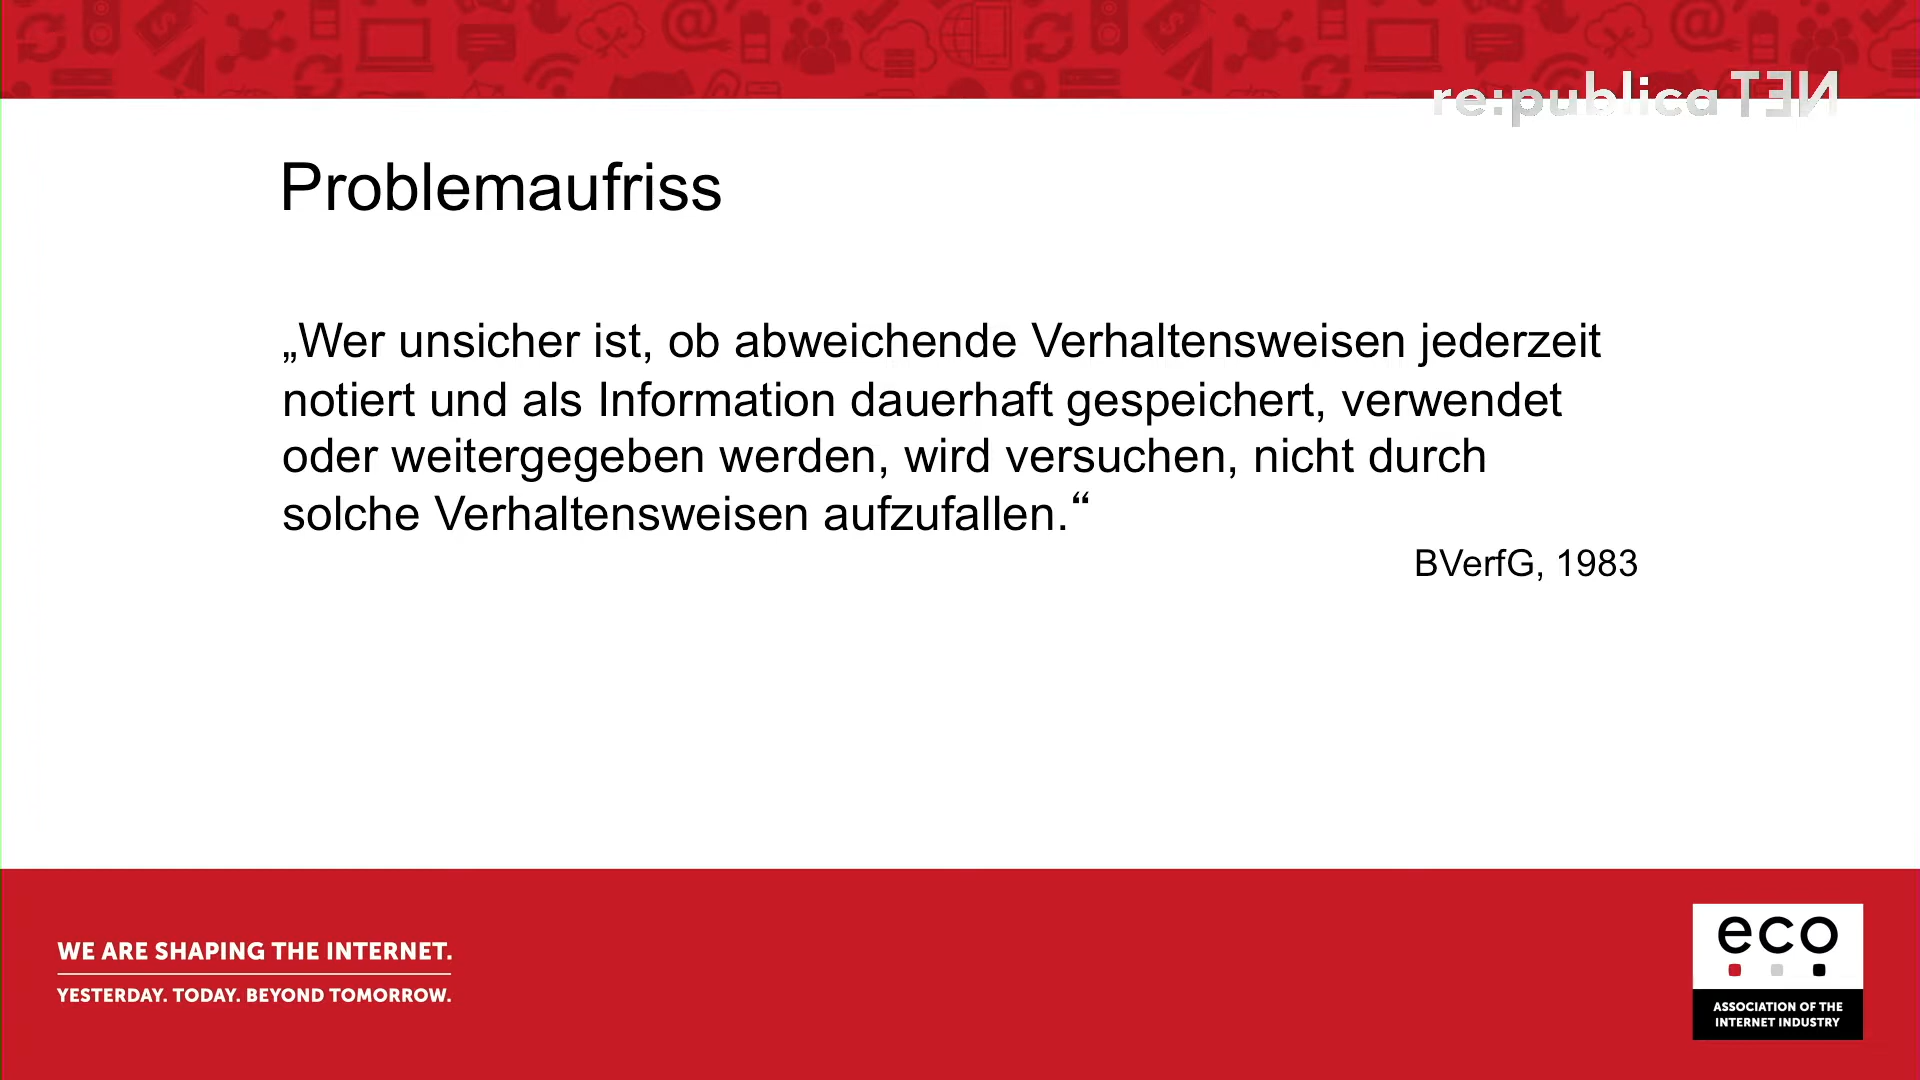 re:publica TEN
Problemaufriss
„Wer unsicher ist, ob abweichende Verhaltensweisen jederzeit
notiert und als Information dauerhaft gespeichert, verwendet
oder weitergegeben werden, wird versuchen, nicht durch
solche Verhaltensweisen aufzufallen.“
BVerfG, 1983
WE ARE SHAPING THE INTERNET.
YESTERDAY. TODAY. BEYOND TOMORROW.
eco
ASSOCIATION OF THE
INTERNET INDUSTRY